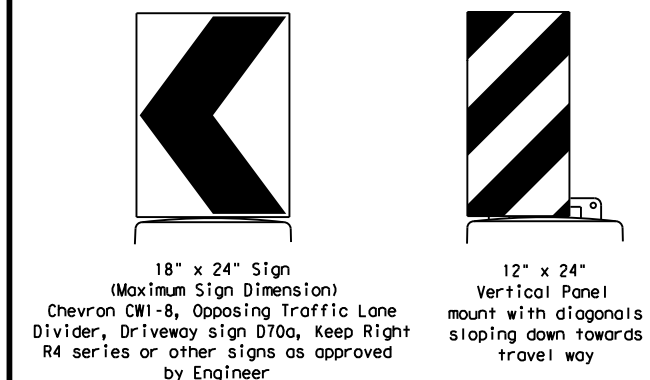 18" x 24" Sign
(Maximum Sign Dimension)
Chevron CW1-8, Opposing Traffic Lane
Divider, Driveway sign D70a, Keep Right
R4 series or other signs as approved
by Engineer
12" x 24"
Vertical Panel
mount with diagonals
sloping down towards
travel way